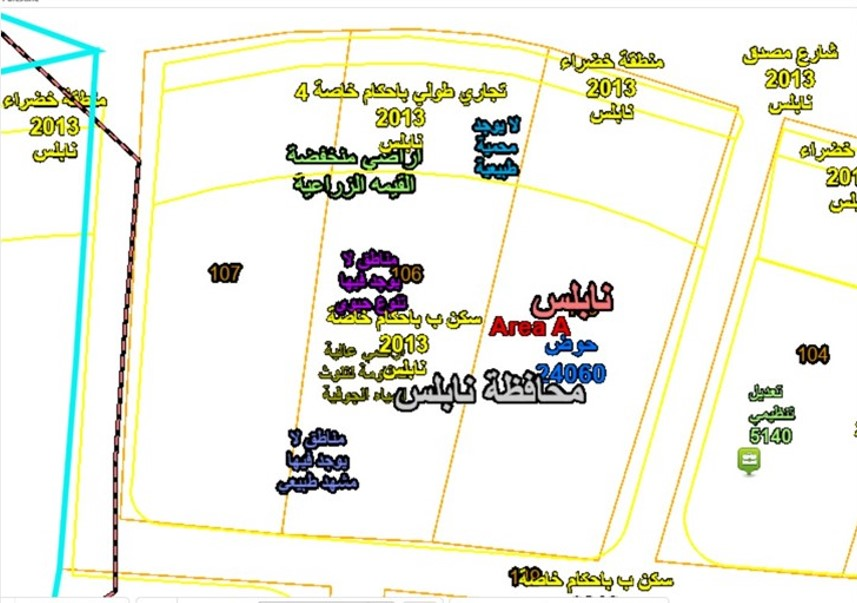 شارع مصدق
2013
نابلس
منطقة خضراء
2013
نابلس
تجاري طولي باحكام خاصة 4
2013
نابلس
منطقة خضراء
2013
نابلس
لا يوجد
محمية
طبيعية
اراضي منخفضة
القيمه الزراعية
خضراء
107
106
مناطق لا
يوجد فيها
تنوع حيوي
نابلس
Area A
حوض
24060
سكن ب باحكام خاصة
2013
نابلس
عالية
محافظة نابلس
104
تعديل
تنظيمي
5140
مناطق لا
يوجد فيها
مشهد طبيعي
سكن ب باحكام خاصة